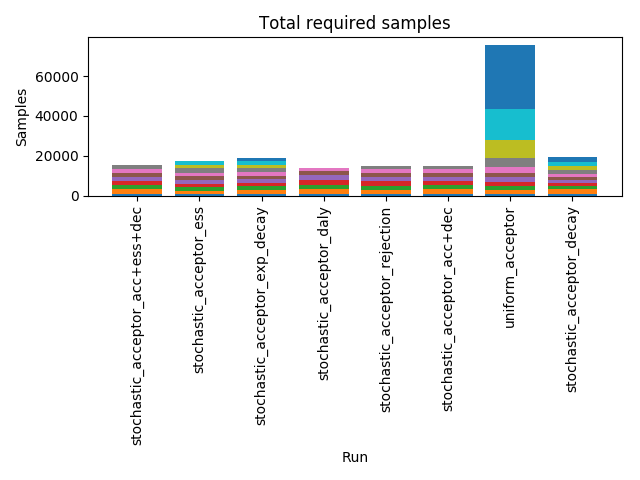 Total required samples
Samples
60000
40000
20000
0
stochastic_acceptor_acc+ess+dec
stochastic_acceptor_ess
stochastic_acceptor_exp_decay
stochastic_acceptor_daly
stochastic_acceptor_rejection
stochastic_acceptor_acc+dec
uniform_acceptor
stochastic_acceptor_decay
Run